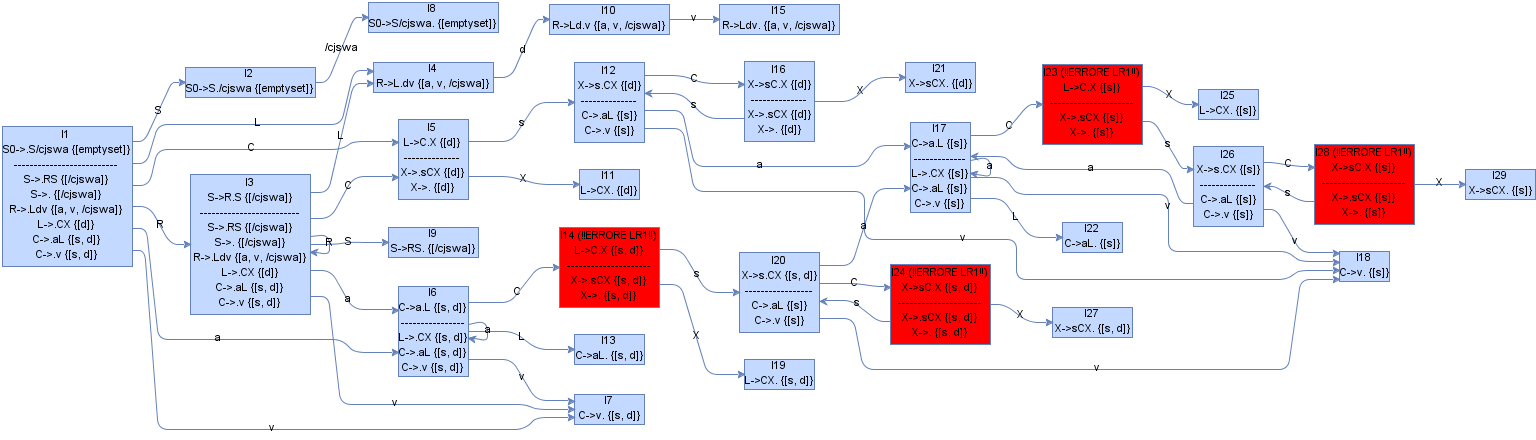 I1
S0->.S/cjswa {[emptyset]}
---------------------
S->.RS {[/cjswa]}
S->. {[/cjswa]}
R->.Ldv {[a, v, /cjswa]}
L->.CX {[d]}
C->.aL {[s, d]}
C->.v {[s, d]}
S
L
C
R
a
v
I2
S0->S./cjswa {[emptyset]}
/cjswa
I8
S0->S/cjswa. {[emptyset]}
I3
S->R.S {[/cjswa]}
---------------------
S->.RS {[/cjswa]}
S->. {[/cjswa]}
R->.Ldv {[a, v, /cjswa]}
L->.CX {[d]}
C->.aL {[s, d]}
C->.v {[s, d]}
L
C
R
S
a
v
I4
R->L.dv {[a, v, /cjswa]}
d
I10
R->Ld.v {[a, v, /cjswa]}
v
I15
R->Ldv. {[a, v, /cjswa]}
I5
L->C.X {[d]}
-------------
X->.sCX {[d]}
X->. {[d]}
s
X
I11
L->CX. {[d]}
I9
S->RS. {[/cjswa]}
I6
C->a.L {[s, d]}
---------------
L->.CX {[s, d]}
C->.aL {[s, d]}
C->.v {[s, d]}
C
a
L
v
I13
C->aL. {[s, d]}
I7
C->v. {[s, d]}
I12
X->s.CX {[d]}
-------------
C->.aL {[s]}
C->.v {[s]}
C
s
a
v
I16
X->sC.X {[d]}
-------------
X->.sCX {[d]}
X->. {[d]}
X
I21
X->sCX. {[d]}
I14 (!!ERRORE LR1!!)
L->C.X {[s, d]}
------------------
X->.sCX {[s, d]}
X->. {[s, d]}
s
X
I19
L->CX. {[s, d]}
I20
X->s.CX {[s, d]}
---------------
C->.aL {[s]}
C->.v {[s]}
a
C
s
v
I24 (!!ERRORE LR1!!)
X->sC.X {[s, d]}
------------------
X->.sCX {[s, d]}
X->. {[s, d]}
X
I27
X->sCX. {[s, d]}
I17
C->a.L {[s]}
------------
L->.CX {[s]}
C->.aL {[s]}
C->.v {[s]}
C
a
a
v
L
I22
C->aL. {[s]}
I23 (!!ERRORE LR1!!)
L->C.X {[s]}
------------------
X->.sCX {[s]}
X->. {[s]}
X
s
I25
L->CX. {[s]}
I26
X->s.CX {[s]}
-------------
C->.aL {[s]}
C->.v {[s]}
C
s
v
I28 (!!ERRORE LR1!!)
X->sC.X {[s]}
------------------
X->.sCX {[s]}
X->. {[s]}
X
I29
X->sCX. {[s]}
I18
C->v. {[s]}